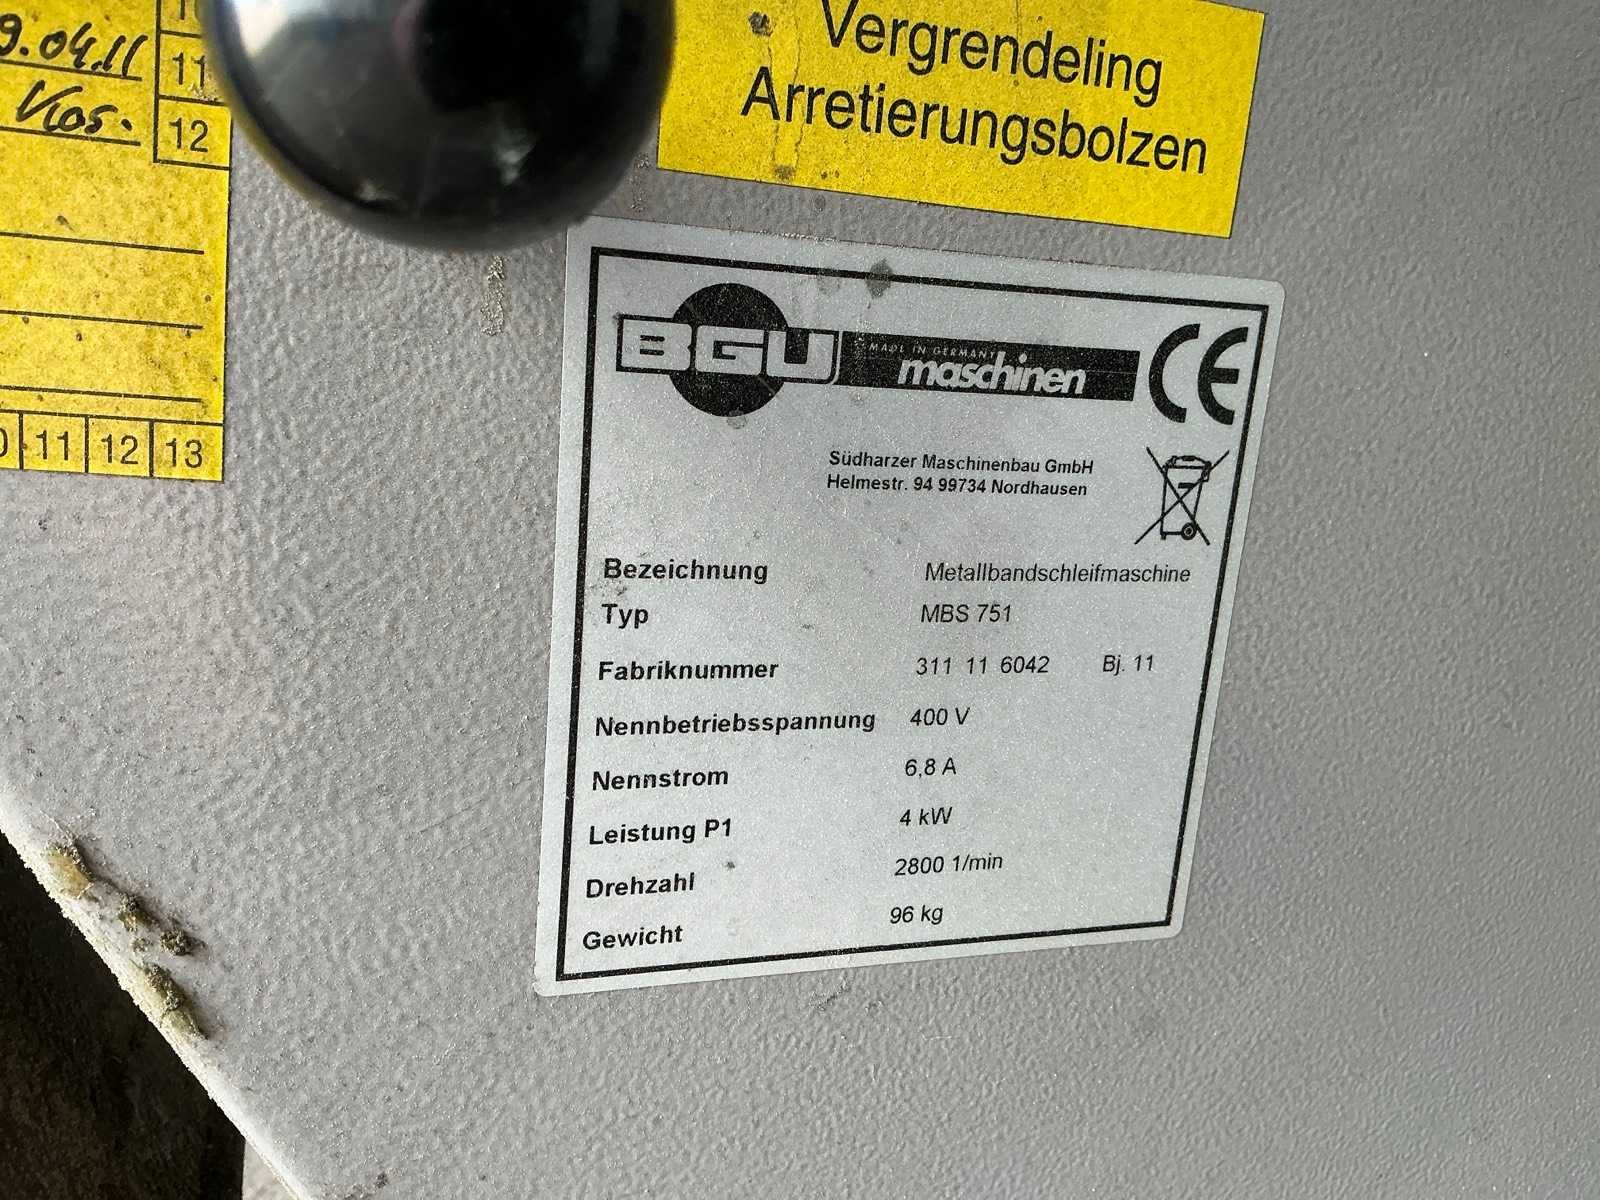 9.04.11
11
12
11 12 13
Vergrendeling
Arretierungsbolzen
BGU MADE IN GERMANY maschinen CE
Südharzer Maschinenbau GmbH
Helmestr. 94 99734 Nordhausen
Bezeichnung Metallbandschleifmaschine
Typ MBS 751
Fabriknummer 311 11 6042 Bj. 11
Nennbetriebsspannung 400 V
Nennstrom 6,8 A
Leistung P1 4 kW
Drehzahl 2800 1/min
Gewicht 96 kg